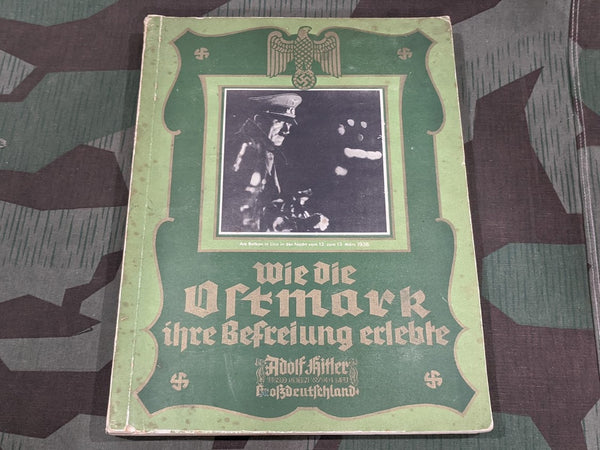 Am Balkon in Linz in der Nacht vom 12. zum 13. März 1938
Wie die
Ostmark
ihre Befreiung erlebte
Adolf Hitler
Großdeutschland